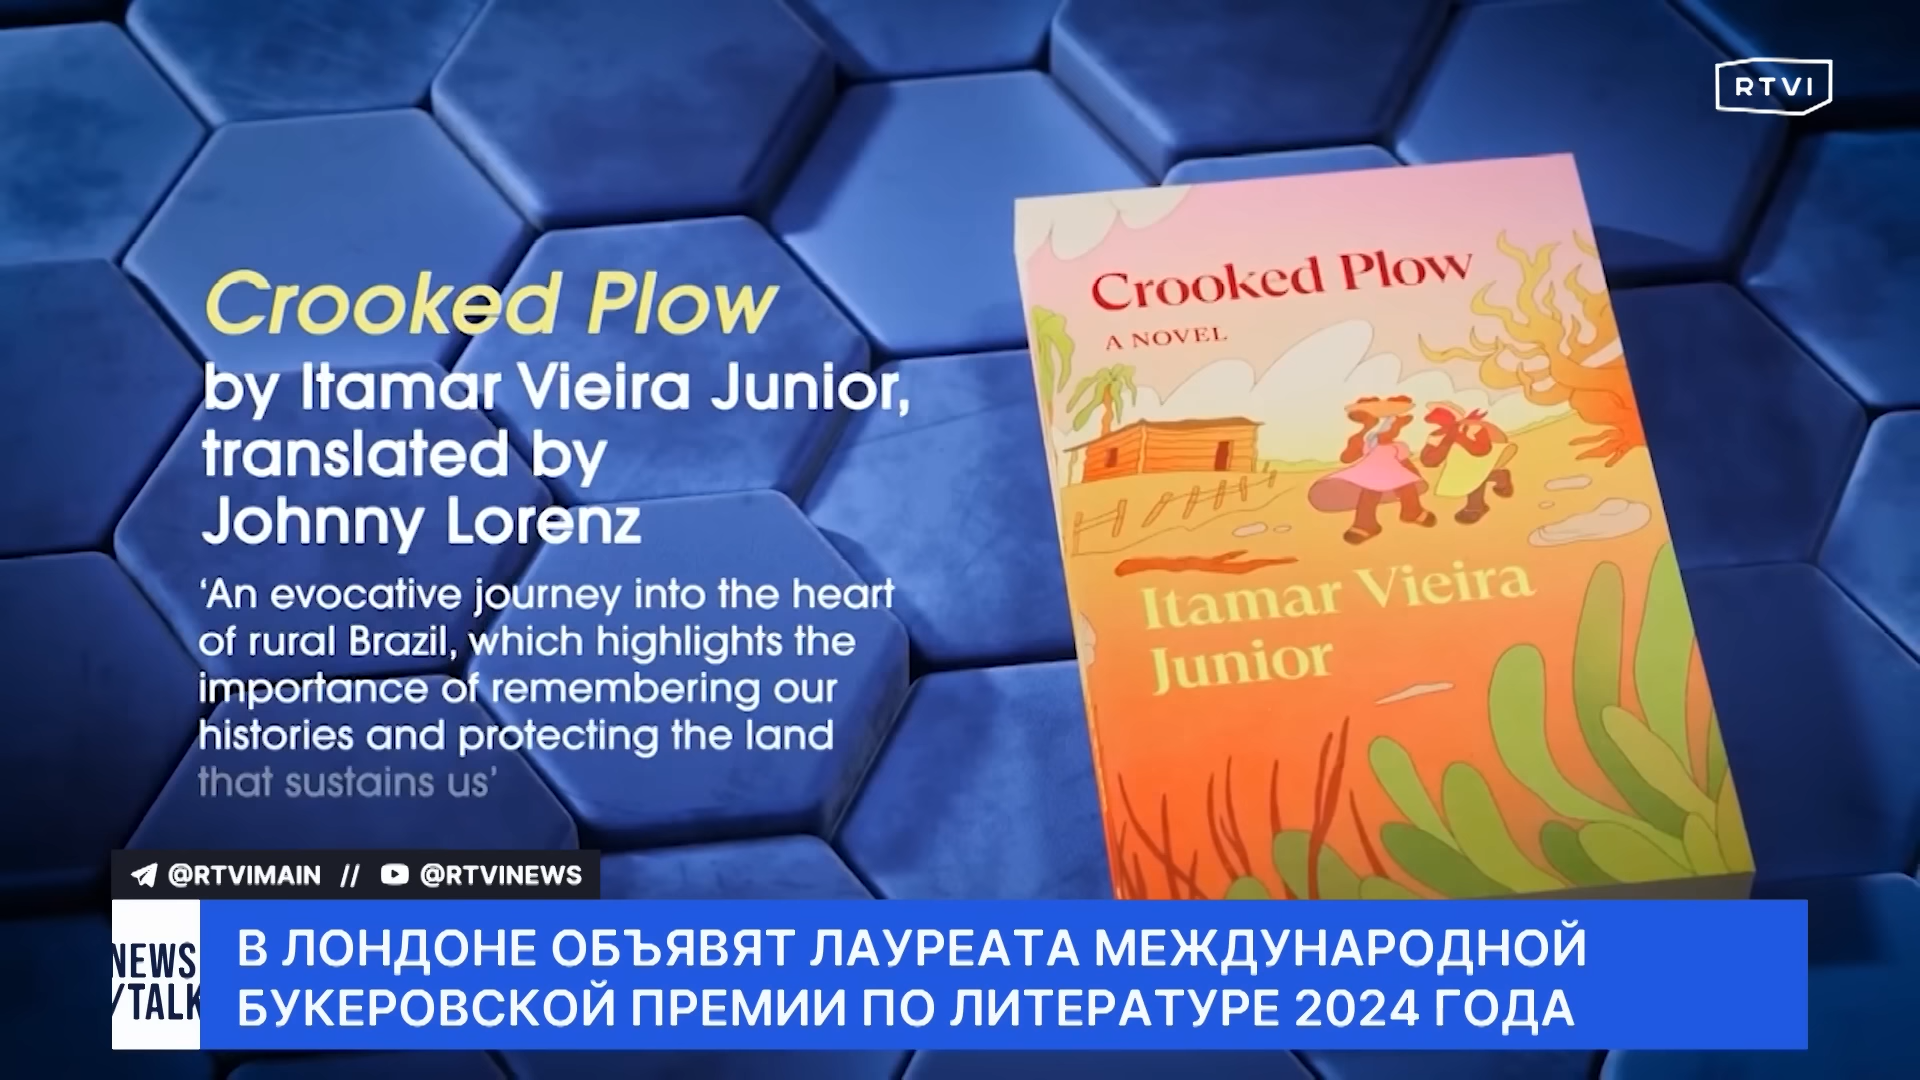 RTVI
Crooked Plow
by Itamar Vieira Junior,
translated by
Johnny Lorenz
‘An evocative journey into the heart
of rural Brazil, which highlights the
importance of remembering our
histories and protecting the land
that sustains us’
Crooked Plow
A NOVEL
Itamar Vieira
Junior
@RTVIMAIN // @RTVINEWS
NEWS
/TALK
В ЛОНДОНЕ ОБЪЯВЯТ ЛАУРЕАТА МЕЖДУНАРОДНОЙ
БУКЕРОВСКОЙ ПРЕМИИ ПО ЛИТЕРАТУРЕ 2024 ГОДА